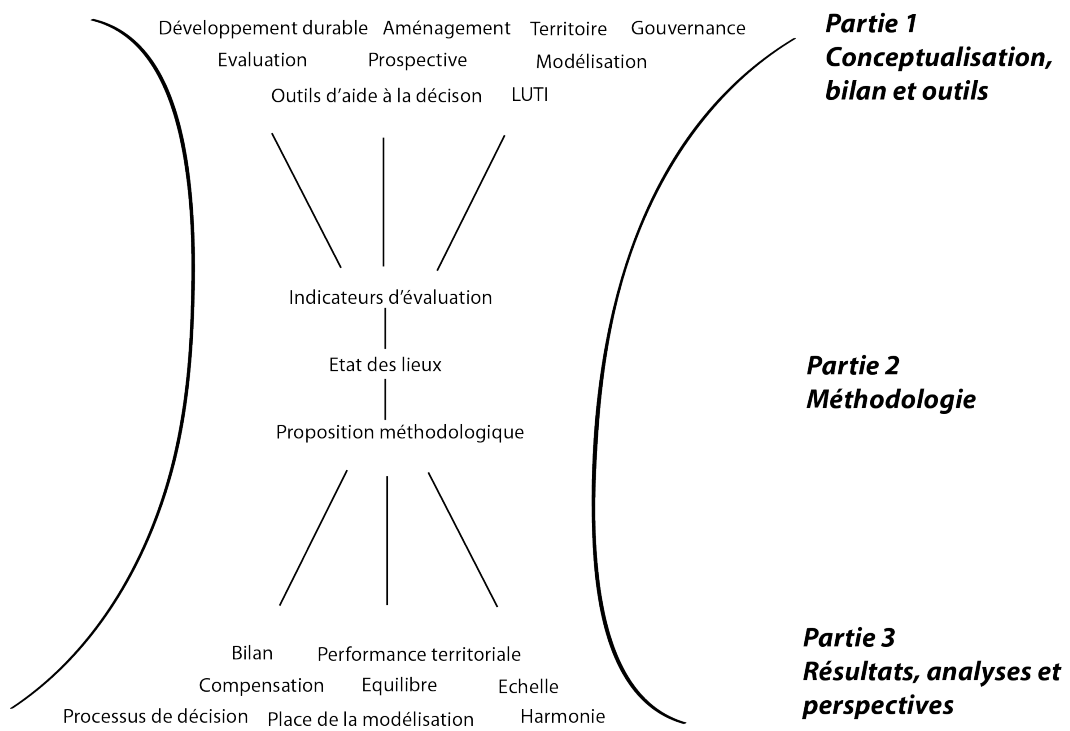 Développement durable Aménagement Territoire Gouvernance
Evaluation Prospective Modélisation
Outils d'aide à la décison LUTI
Partie 1
Conceptualisation,
bilan et outils
Indicateurs d'évaluation
Etat des lieux
Proposition méthodologique
Partie 2
Méthodologie
Bilan Performance territoriale
Compensation Equilibre Echelle
Processus de décision Place de la modélisation Harmonie
Partie 3
Résultats, analyses et
perspectives